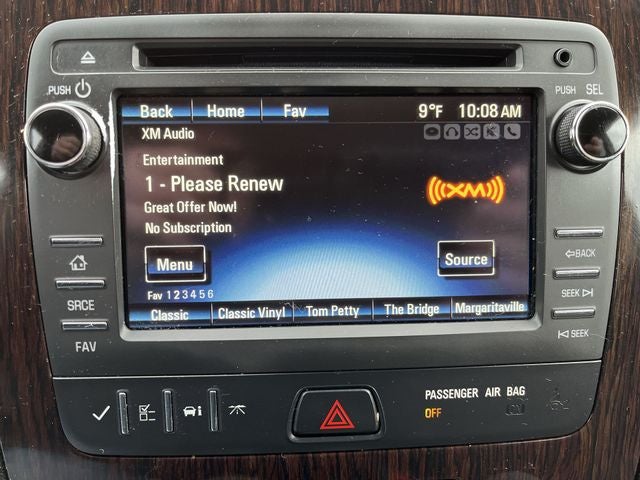 PUSH
PUSH SEL
Back Home Fav 9°F 10:08 AM
XM Audio
Entertainment
1 - Please Renew
((XM))
Great Offer Now!
No Subscription
Menu Source
Fav 1 2 3 4 5 6
Classic Classic Vinyl Tom Petty The Bridge Margaritaville
BACK
SRCE
SEEK
FAV
SEEK
PASSENGER AIR BAG
OFF